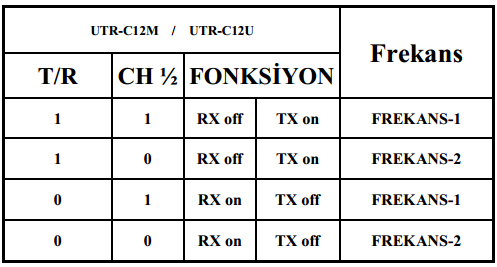 UTR-C12M / UTR-C12U
Frekans
T/R CH ½ FONKSİYON
1 1 RX off TX on FREKANS-1
1 0 RX off TX on FREKANS-2
0 1 RX on TX off FREKANS-1
0 0 RX on TX off FREKANS-2